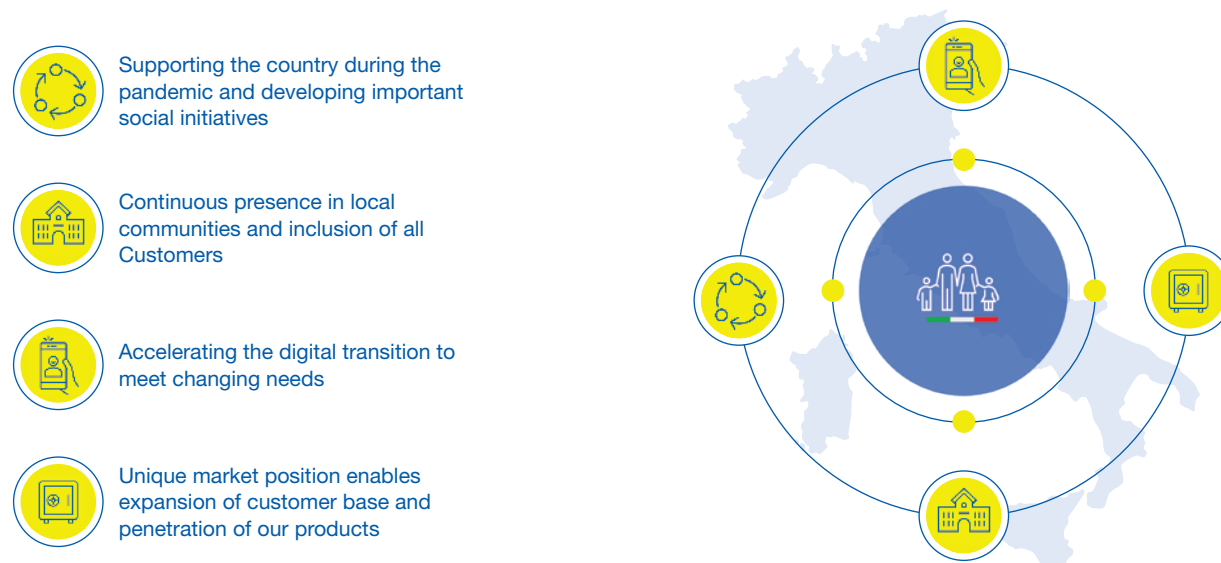 Supporting the country during the
pandemic and developing important
social initiatives
Continuous presence in local
communities and inclusion of all
Customers
Accelerating the digital transition to
meet changing needs
Unique market position enables
expansion of customer base and
penetration of our products